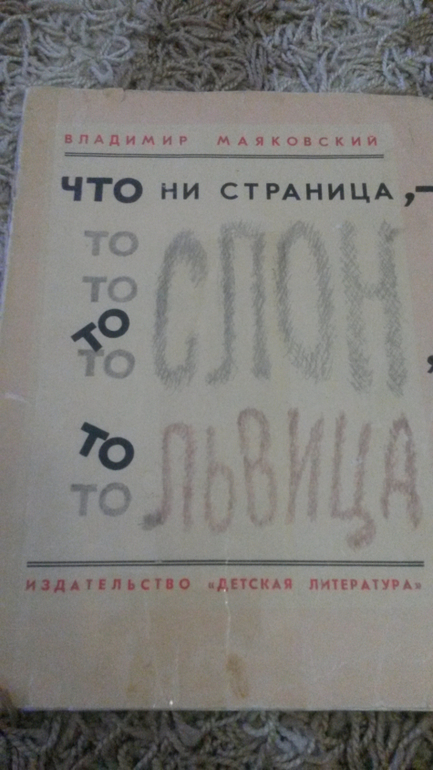 ВЛАДИМИР МАЯКОВСКИЙ
ЧТО НИ СТРАНИЦА,—
ТО
ТО
ТО
ТО СЛОН,
ТО
ТО ЛЬВИЦА
ИЗДАТЕЛЬСТВО «ДЕТСКАЯ ЛИТЕРАТУРА»